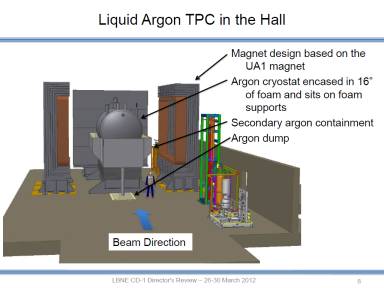 Liquid Argon TPC in the Hall
Magnet design based on the
UA1 magnet
Argon cryostat encased in 16”
of foam and sits on foam
supports
Secondary argon containment
Argon dump
Beam Direction
LBNE CD-1 Director's Review – 26-30 March 2012
8